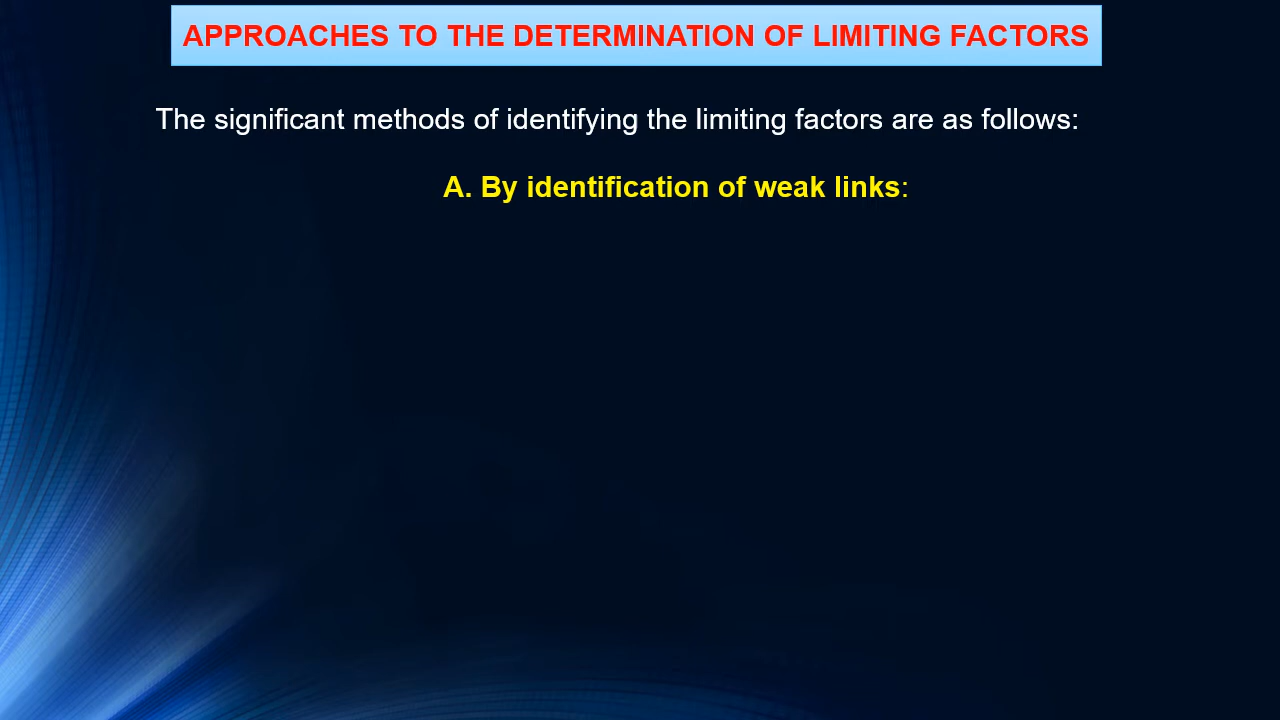 APPROACHES TO THE DETERMINATION OF LIMITING FACTORS
The significant methods of identifying the limiting factors are as follows:
A. By identification of weak links: